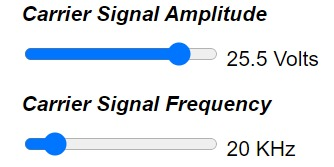 Carrier Signal Amplitude
25.5 Volts
Carrier Signal Frequency
20 KHz